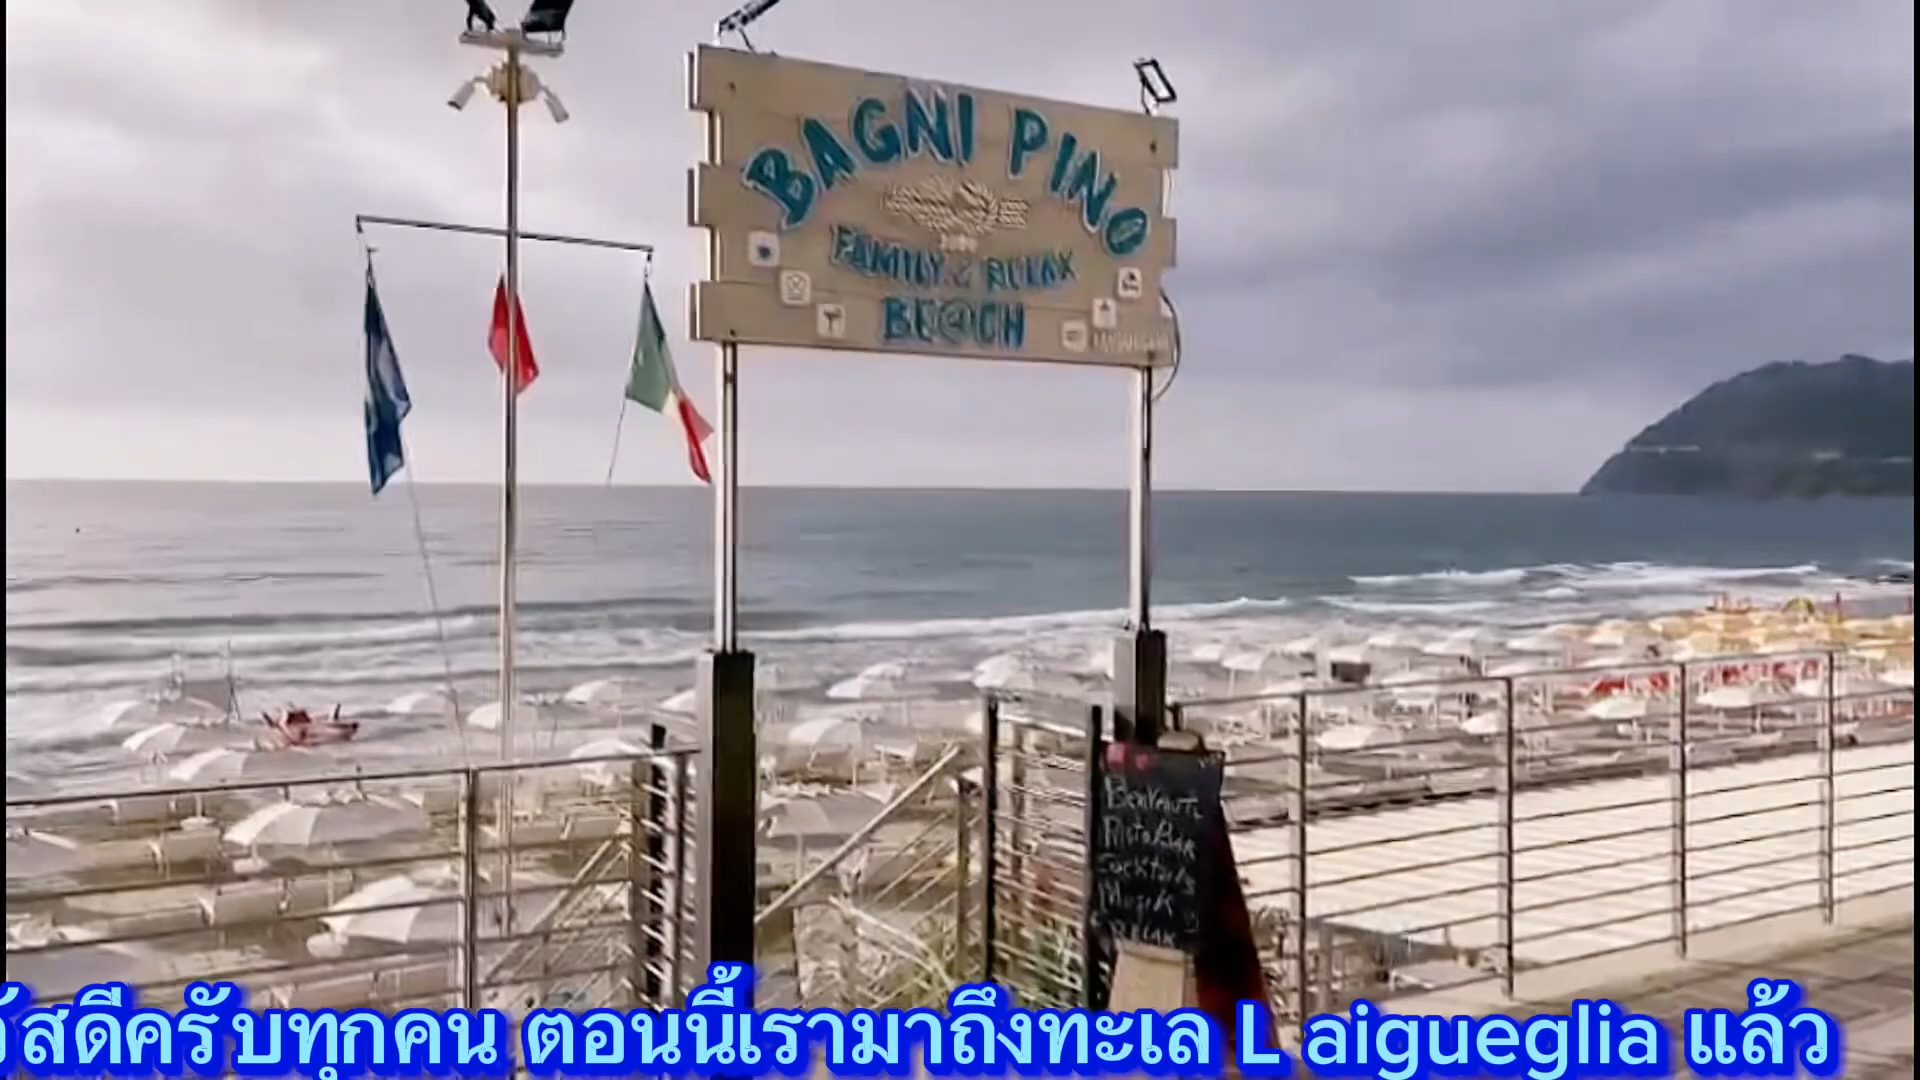 BAGNI PINO
FAMILY & RELAX
BE@CH
BENVENUTI
RistoBAR
Cocktails
Musik
RELAX
วัสดีครับทุกคน ตอนนี้เรามาถึงทะเล L aigueglia แล้ว